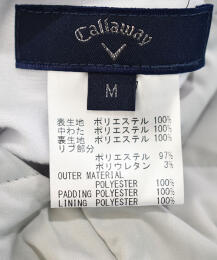 Callaway
M
表生地 ポリエステル 100%
中わた ポリエステル 100%
裏生地 ポリエステル 100%
リブ部分
ポリエステル 97%
ポリウレタン 3%
OUTER MATERIAL
POLYESTER 100%
PADDING POLYESTER 100%
LINING POLYESTER 100%